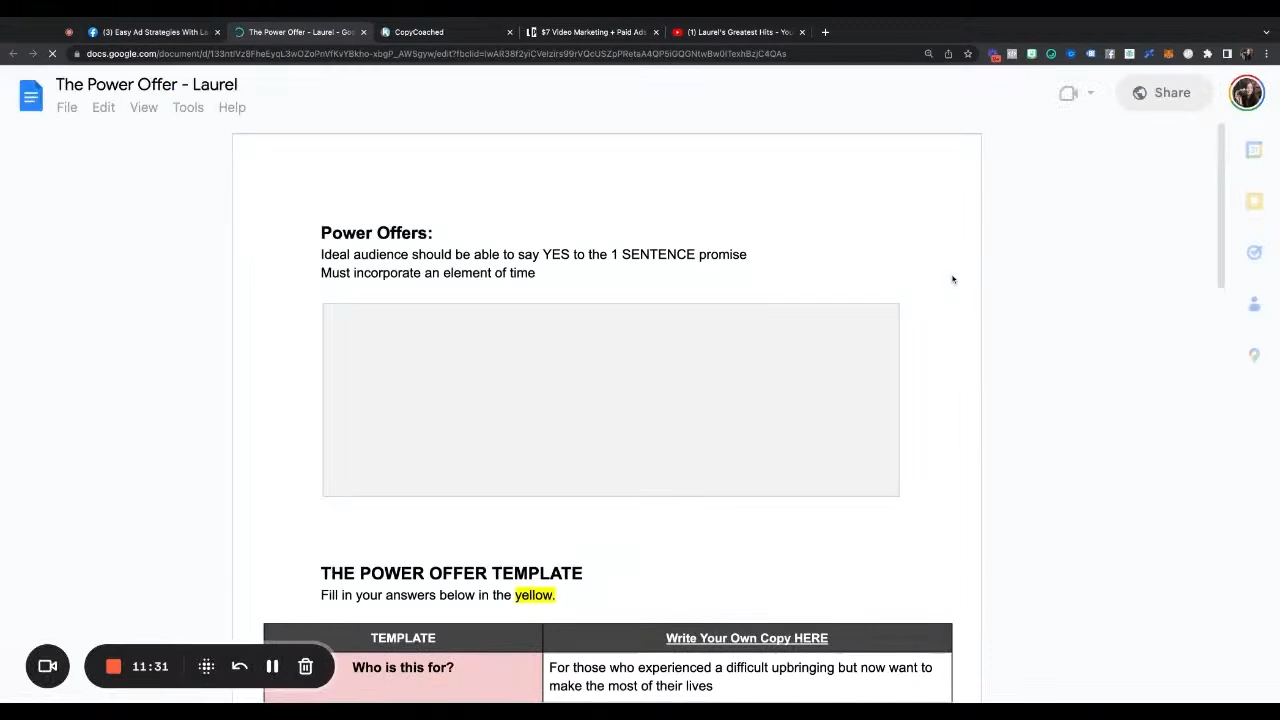 (3) Easy Ad Strategies With La
The Power Offer - Laurel - Goo
CopyCoached
$7 Video Marketing + Paid Ads
(1) Laurel's Greatest Hits - You
The Power Offer - Laurel
File Edit View Tools Help
Share
Power Offers:
Ideal audience should be able to say YES to the 1 SENTENCE promise
Must incorporate an element of time
THE POWER OFFER TEMPLATE
Fill in your answers below in the yellow.
TEMPLATE
Write Your Own Copy HERE
Who is this for?
For those who experienced a difficult upbringing but now want to
make the most of their lives
11:31